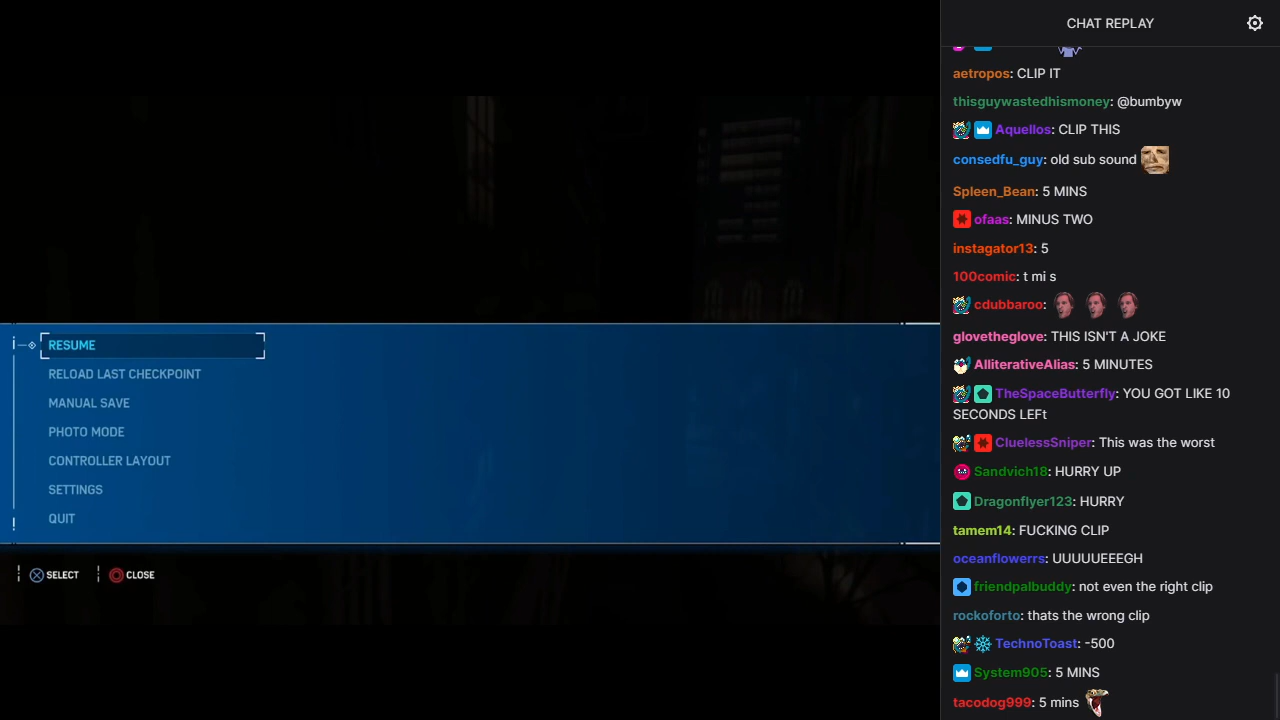 RESUME
RELOAD LAST CHECKPOINT
MANUAL SAVE
PHOTO MODE
CONTROLLER LAYOUT
SETTINGS
QUIT
SELECT
CLOSE
CHAT REPLAY
aetropos: CLIP IT
thisguywastedhismoney: @bumbyw
Aquellos: CLIP THIS
consedfu_guy: old sub sound
Spleen_Bean: 5 MINS
ofaas: MINUS TWO
instagator13: 5
100comic: t mi s
cdubbaroo:
glovetheglove: THIS ISN'T A JOKE
AlliterativeAlias: 5 MINUTES
TheSpaceButterfly: YOU GOT LIKE 10
SECONDS LEFt
CluelessSniper: This was the worst
Sandvich18: HURRY UP
Dragonflyer123: HURRY
tamem14: FUCKING CLIP
oceanflowerrs: UUUUUEEEGH
friendpalbuddy: not even the right clip
rockoforto: thats the wrong clip
TechnoToast: -500
System905: 5 MINS
tacodog999: 5 mins